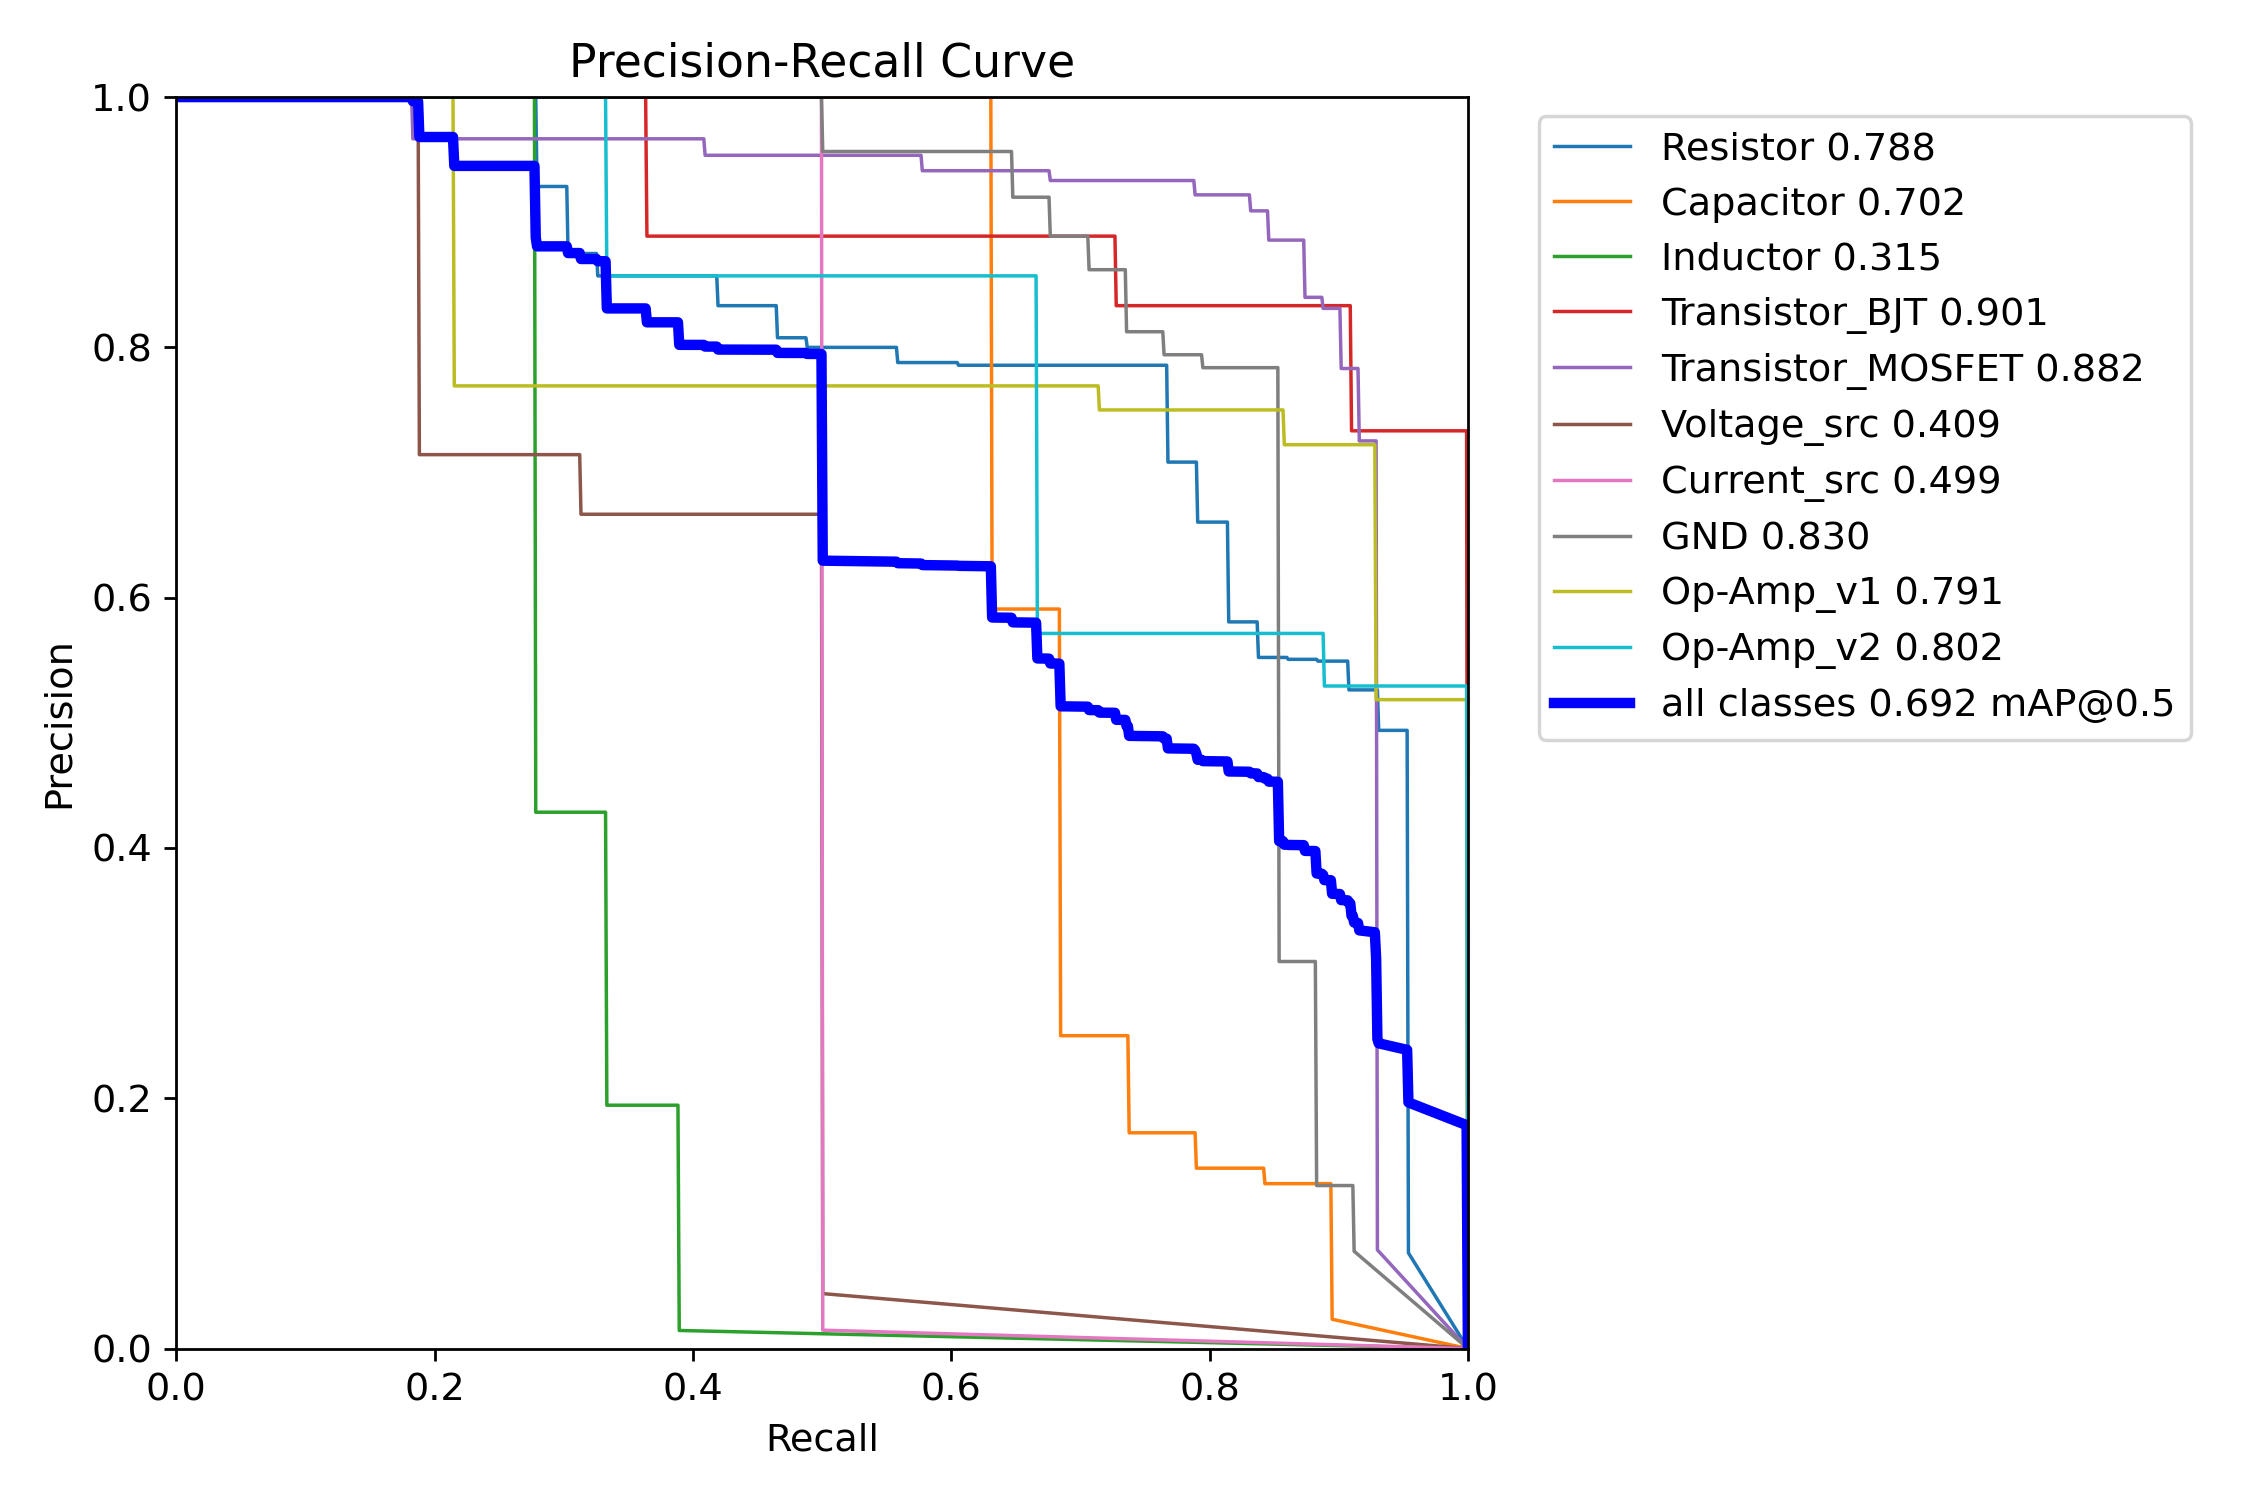 Precision-Recall Curve
1.0
0.8
0.6
0.4
0.2
0.0
Precision
0.0 0.2 0.4 0.6 0.8 1.0
Recall
Resistor 0.788
Capacitor 0.702
Inductor 0.315
Transistor_BJT 0.901
Transistor_MOSFET 0.882
Voltage_src 0.409
Current_src 0.499
GND 0.830
Op-Amp_v1 0.791
Op-Amp_v2 0.802
all classes 0.692 mAP@0.5